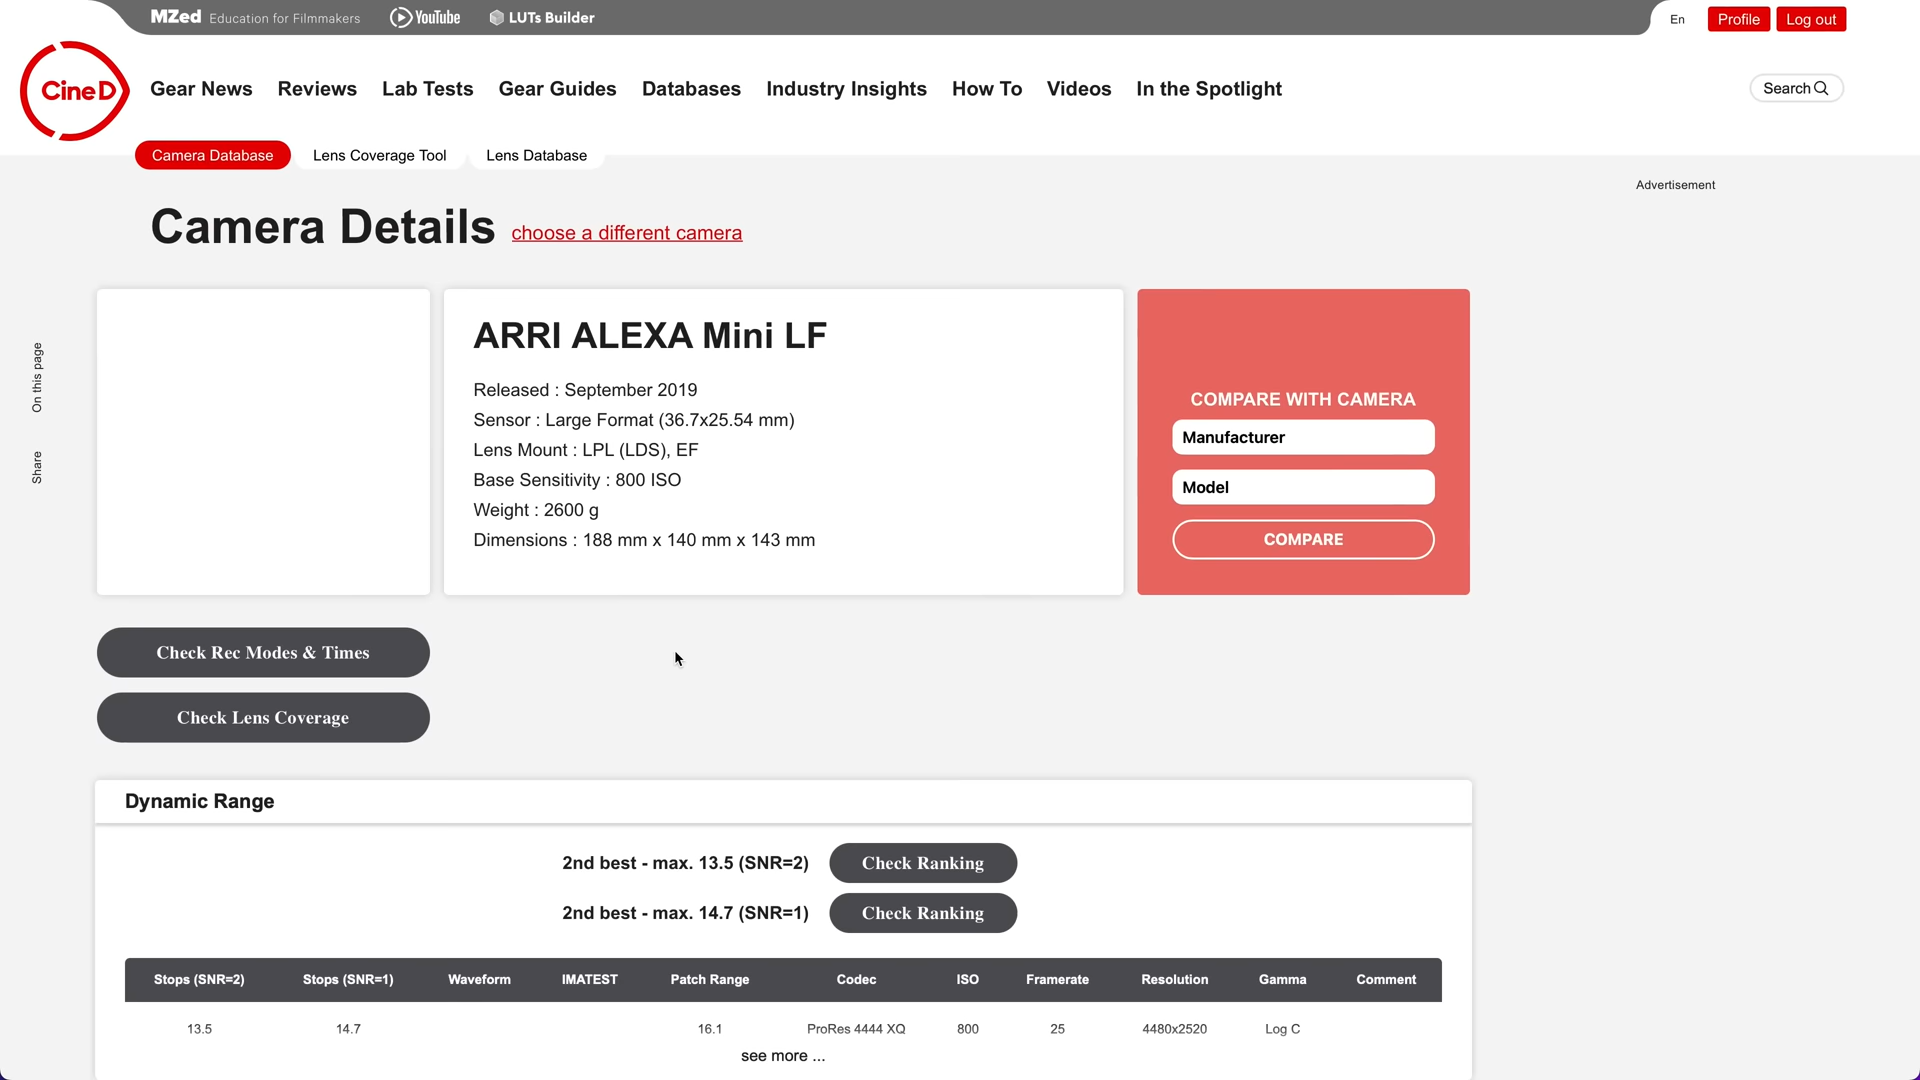 MZed Education for Filmmakers
YouTube
LUTs Builder
En
Profile
Log out
CineD
Gear News
Reviews
Lab Tests
Gear Guides
Databases
Industry Insights
How To
Videos
In the Spotlight
Search
Camera Database
Lens Coverage Tool
Lens Database
Advertisement
Camera Details choose a different camera
On this page
Share
ARRI ALEXA Mini LF
Released : September 2019
Sensor : Large Format (36.7x25.54 mm)
Lens Mount : LPL (LDS), EF
Base Sensitivity : 800 ISO
Weight : 2600 g
Dimensions : 188 mm x 140 mm x 143 mm
COMPARE WITH CAMERA
Manufacturer
Model
COMPARE
Check Rec Modes & Times
Check Lens Coverage
Dynamic Range
2nd best - max. 13.5 (SNR=2) Check Ranking
2nd best - max. 14.7 (SNR=1) Check Ranking
Stops (SNR=2) Stops (SNR=1) Waveform IMATEST Patch Range Codec ISO Framerate Resolution Gamma Comment
13.5 14.7 16.1 ProRes 4444 XQ 800 25 4480x2520 Log C
see more ...